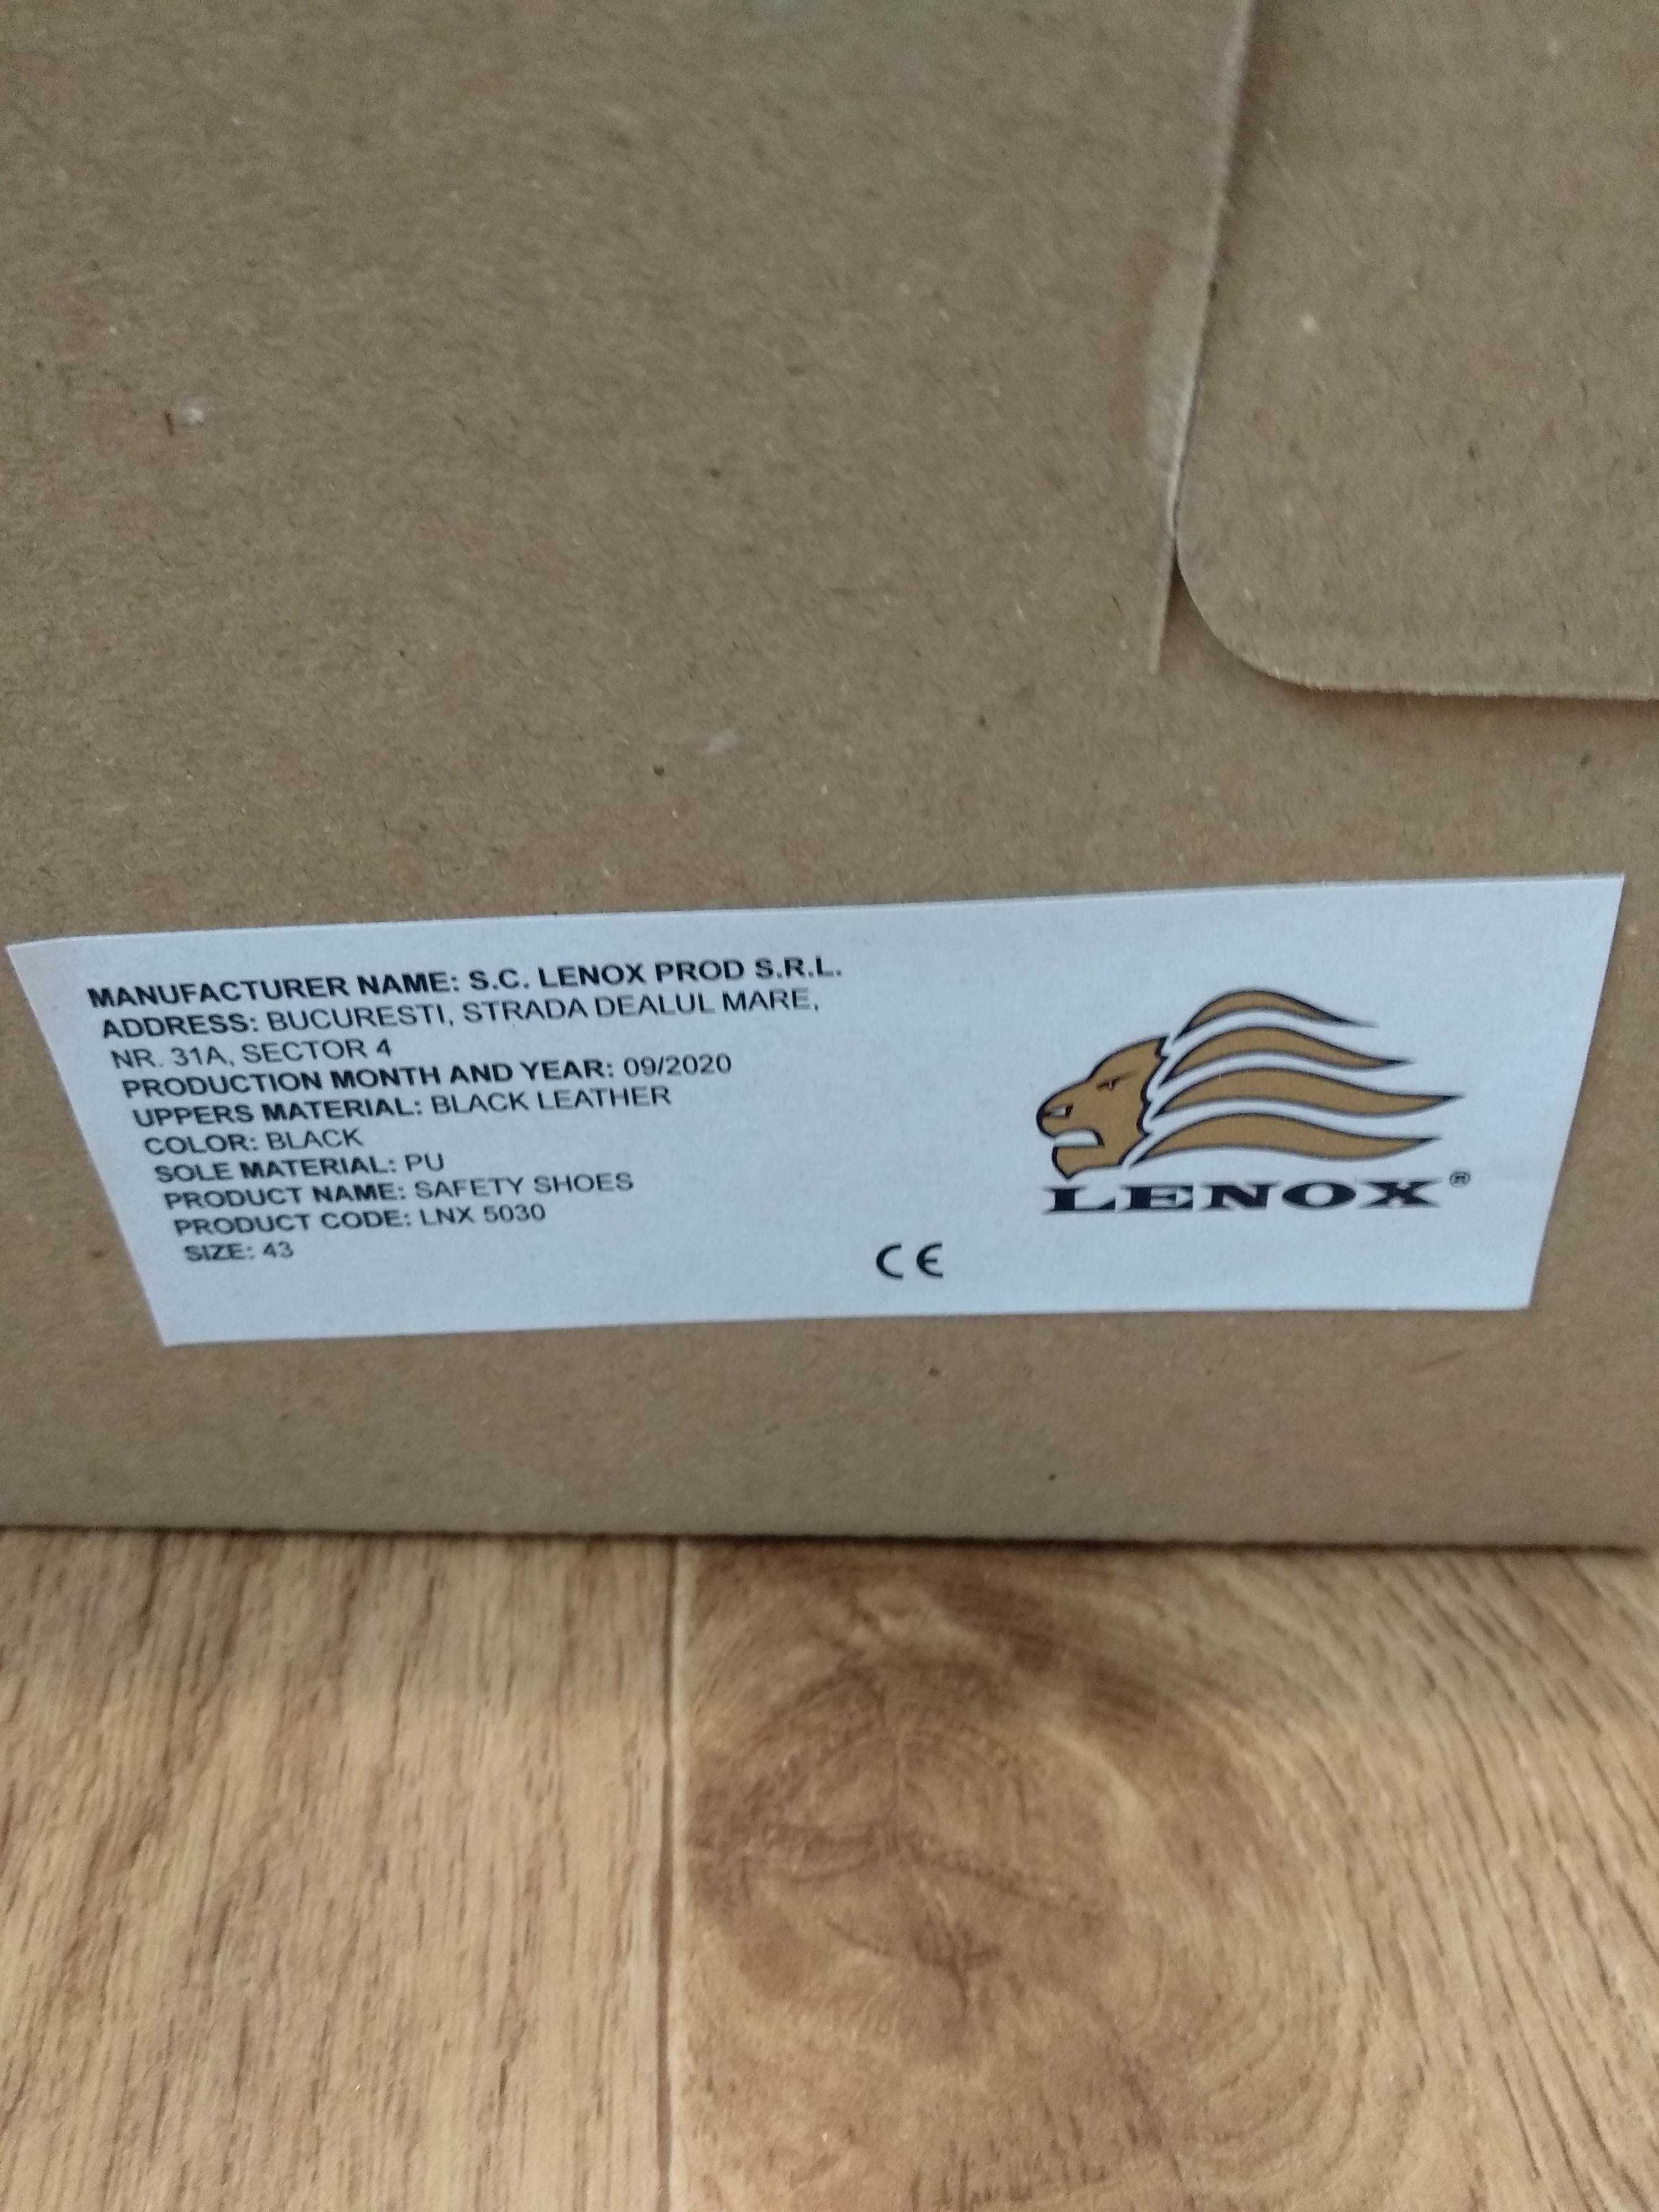 MANUFACTURER NAME: S.C. LENOX PROD S.R.L.
ADDRESS: BUCURESTI, STRADA DEALUL MARE,
NR. 31A, SECTOR 4
PRODUCTION MONTH AND YEAR: 09/2020
UPPERS MATERIAL: BLACK LEATHER
COLOR: BLACK
SOLE MATERIAL: PU
PRODUCT NAME: SAFETY SHOES
PRODUCT CODE: LNX 5030
SIZE: 43
CE
LENOX®